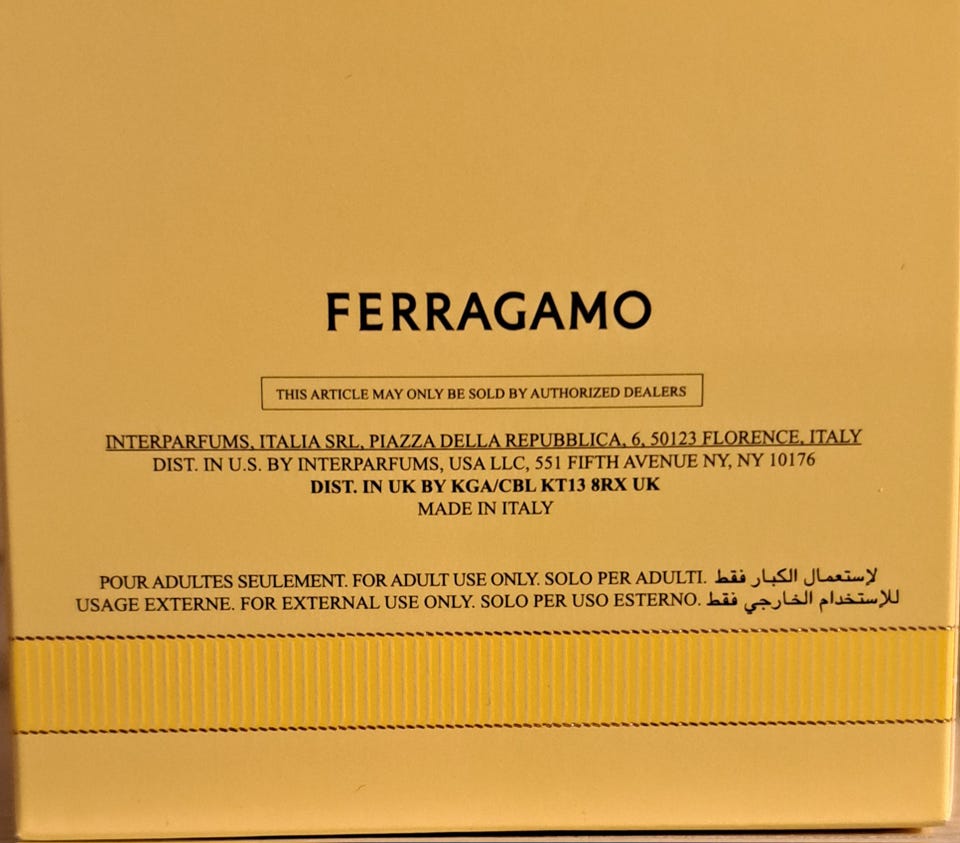 FERRAGAMO
THIS ARTICLE MAY ONLY BE SOLD BY AUTHORIZED DEALERS
INTERPARFUMS, ITALIA SRL, PIAZZA DELLA REPUBBLICA, 6, 50123 FLORENCE, ITALY
DIST. IN U.S. BY INTERPARFUMS, USA LLC, 551 FIFTH AVENUE NY, NY 10176
DIST. IN UK BY KGA/CBL KT13 8RX UK
MADE IN ITALY
POUR ADULTES SEULEMENT. FOR ADULT USE ONLY. SOLO PER ADULTI. لإستعمال الكبار فقط
USAGE EXTERNE. FOR EXTERNAL USE ONLY. SOLO PER USO ESTERNO. للإستخدام الخارجي فقط